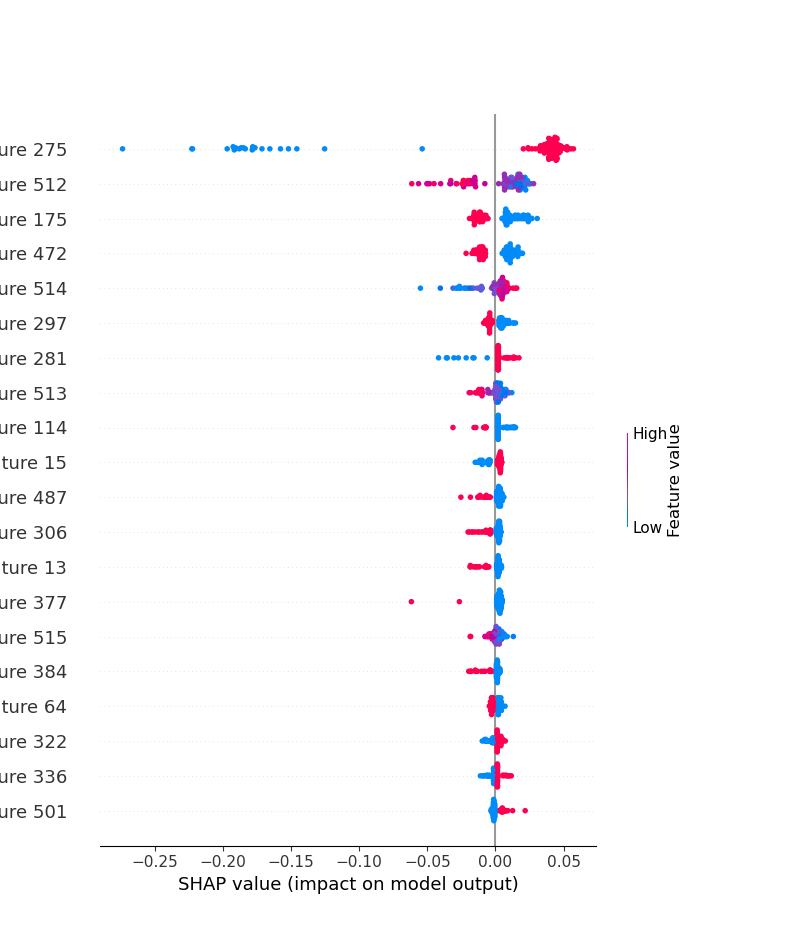 ure 275
ure 512
ure 175
ure 472
ure 514
ure 297
ure 281
ure 513
ure 114
ture 15
ure 487
ure 306
ture 13
ure 377
ure 515
ure 384
ture 64
ure 322
ure 336
ure 501
−0.25 −0.20 −0.15 −0.10 −0.05 0.00 0.05
SHAP value (impact on model output)
High
Low
Feature value